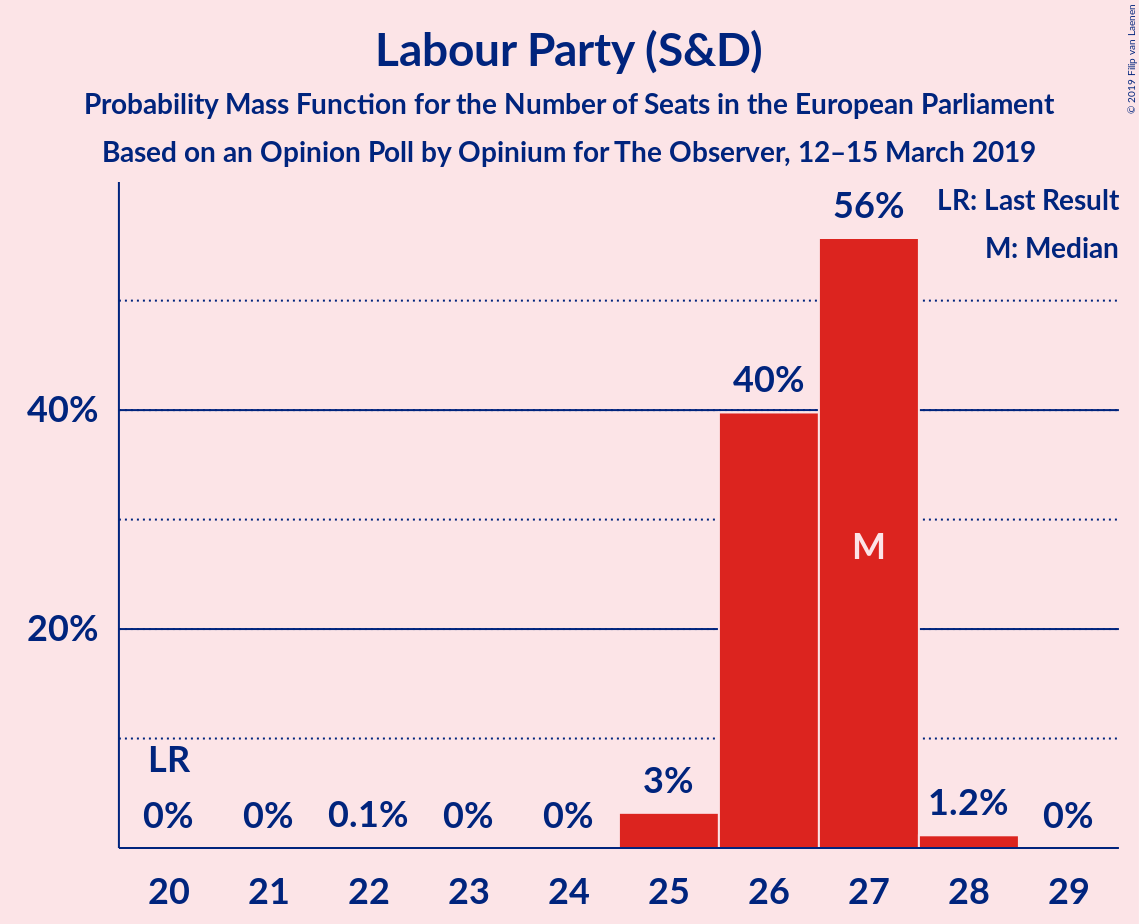 Labour Party (S&D)
Probability Mass Function for the Number of Seats in the European Parliament
Based on an Opinion Poll by Opinium for The Observer, 12–15 March 2019
© 2019 Filip van Laenen
LR: Last Result
M: Median
56%
40%
40%
M
20%
LR
0%
0%
0.1%
0%
0%
3%
1.2%
0%
20
21
22
23
24
25
26
27
28
29